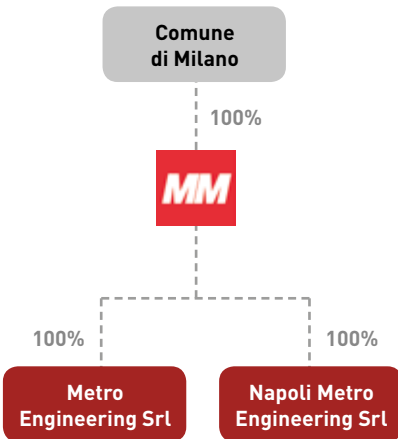 Comune
di Milano
100%
MM
100%
100%
Metro
Engineering Srl
Napoli Metro
Engineering Srl